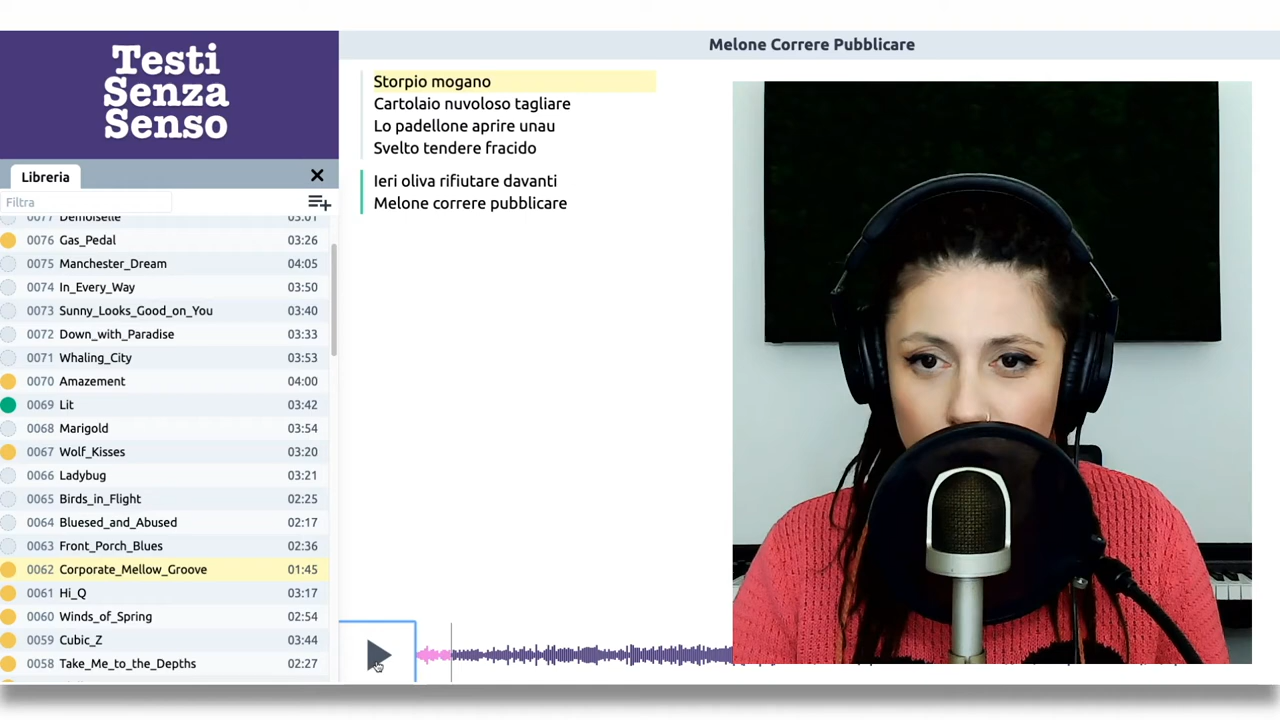 Testi
Senza
Senso
Libreria
Filtra
0077 Demoiselle 03:01
0076 Gas_Pedal 03:26
0075 Manchester_Dream 04:05
0074 In_Every_Way 03:50
0073 Sunny_Looks_Good_on_You 03:40
0072 Down_with_Paradise 03:33
0071 Whaling_City 03:53
0070 Amazement 04:00
0069 Lit 03:42
0068 Marigold 03:54
0067 Wolf_Kisses 03:20
0066 Ladybug 03:21
0065 Birds_in_Flight 02:25
0064 Bluesed_and_Abused 02:17
0063 Front_Porch_Blues 02:36
0062 Corporate_Mellow_Groove 01:45
0061 Hi_Q 03:17
0060 Winds_of_Spring 02:54
0059 Cubic_Z 03:44
0058 Take_Me_to_the_Depths 02:27
Melone Correre Pubblicare
Storpio mogano
Cartolaio nuvoloso tagliare
Lo padellone aprire unau
Svelto tendere fracido
Ieri oliva rifiutare davanti
Melone correre pubblicare